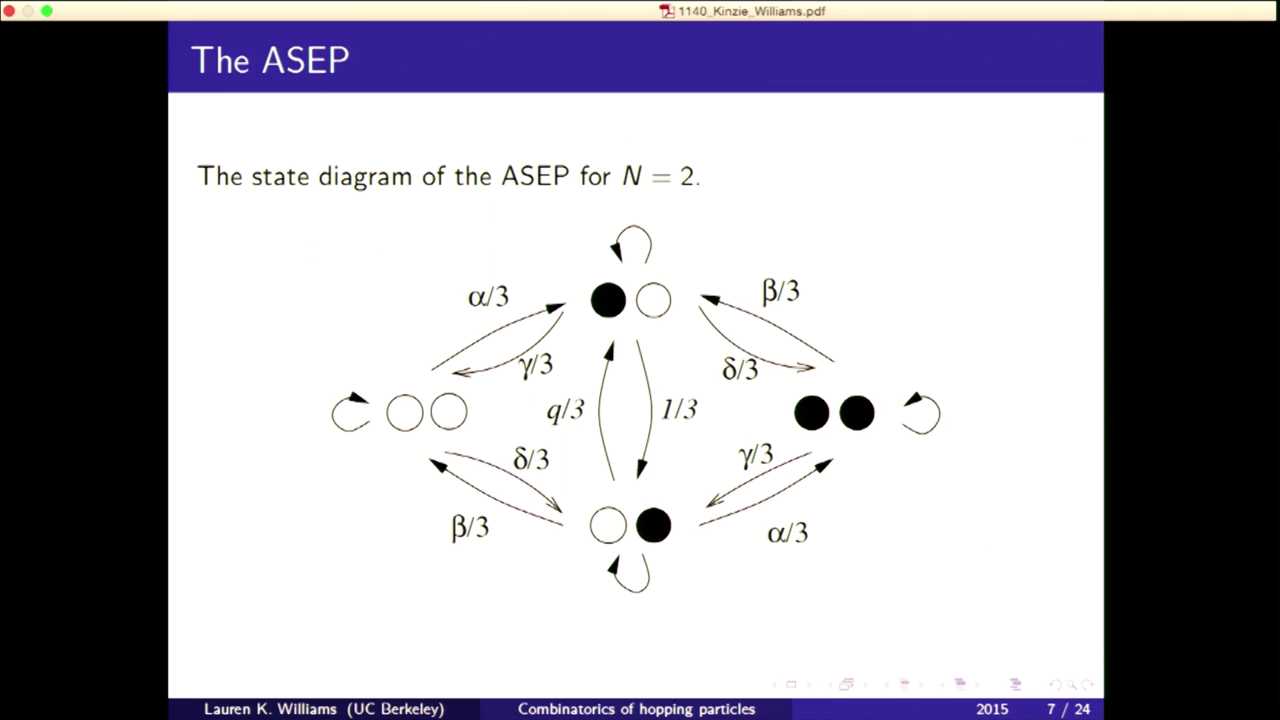 1140_Kinzie_Williams.pdf
The ASEP
The state diagram of the ASEP for N = 2.
α/3
β/3
γ/3
δ/3
q/3
1/3
δ/3
γ/3
β/3
α/3
Lauren K. Williams (UC Berkeley)
Combinatorics of hopping particles
2015
7 / 24